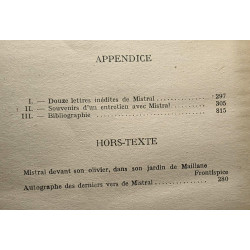 APPENDICE
I. — Douze lettres inédites de Mistral . . 297
II. — Souvenirs d'un entretien avec Mistral . 305
III. — Bibliographie . . 315
HORS-TEXTE
Mistral devant son olivier, dans son jardin de Maillane
Frontispice
Autographe des derniers vers de Mistral . . 280